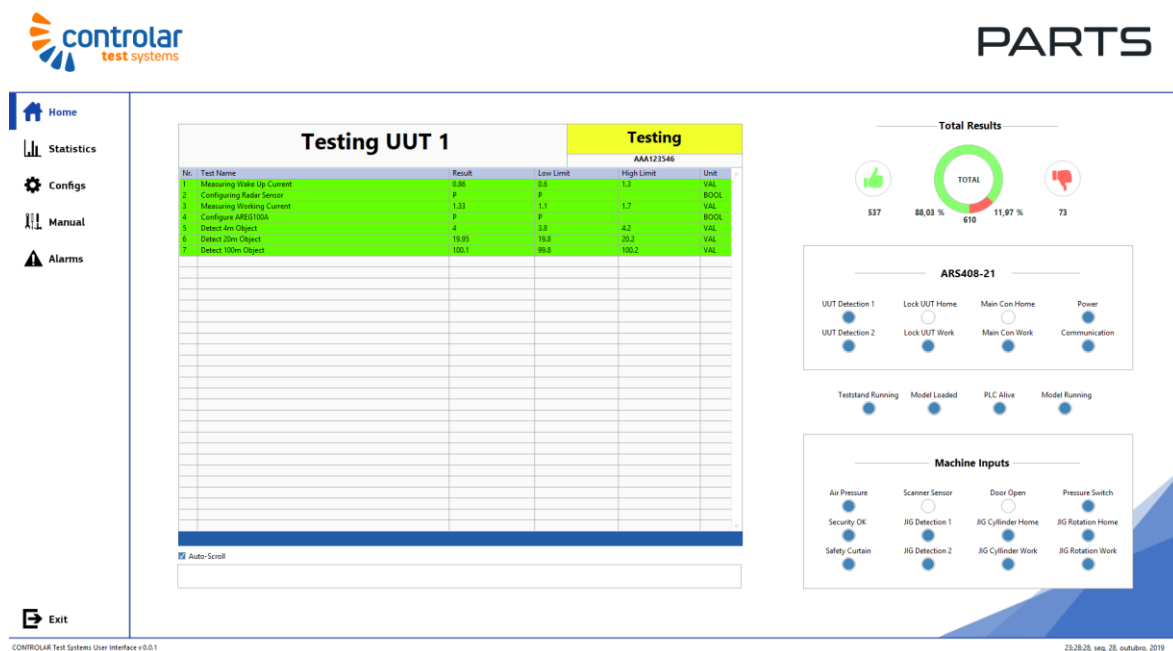 controlar
test systems
PARTS
Home
Statistics
Configs
Manual
Alarms
Exit
Testing UUT 1
Testing
AAA123546
Nr. Test Name Result Low Limit High Limit Unit
1 Measuring Wake Up Current 0.86 0.6 1.3 VAL
2 Configuring Radar Sensor P P BOOL
3 Measuring Working Current 1.33 1.1 1.7 VAL
4 Configure AREG100A P P BOOL
5 Detect 4m Object 4 3.8 4.2 VAL
6 Detect 20m Object 19.95 19.8 20.2 VAL
7 Detect 100m Object 100.1 99.8 100.2 VAL
Auto-Scroll
Total Results
TOTAL
537 88,03 % 610 11,97 % 73
ARS408-21
UUT Detection 1 Lock UUT Home Main Con Home Power
UUT Detection 2 Lock UUT Work Main Con Work Communication
Teststand Running Model Loaded PLC Alive Model Running
Machine Inputs
Air Pressure Scanner Sensor Door Open Pressure Switch
Security OK JIG Detection 1 JIG Cyllinder Home JIG Rotation Home
Safety Curtain JIG Detection 2 JIG Cyllinder Work JIG Rotation Work
CONTROLAR Test Systems User Interface v 0.0.1
23:28:28, seg, 28, outubro, 2019